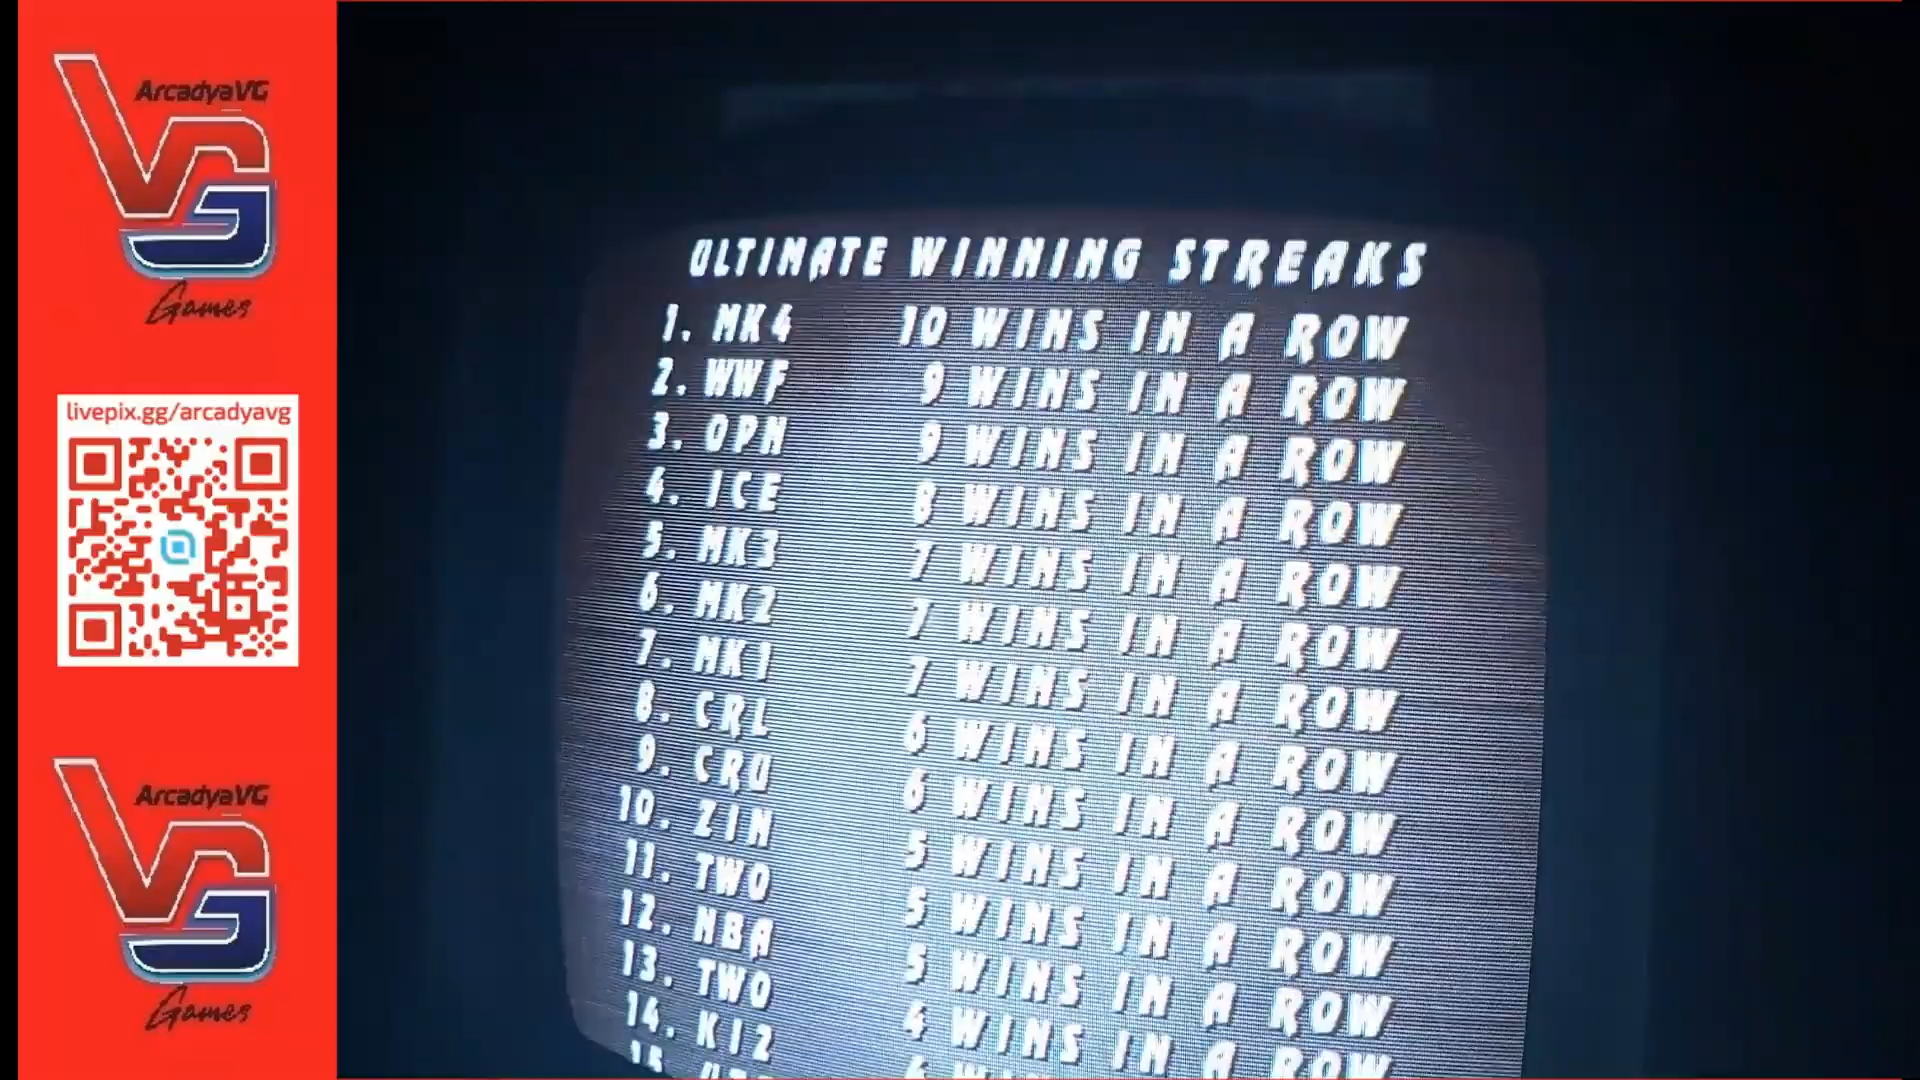 ArcadyaVG
VG
Games
livepix.gg/arcadyavg
ArcadyaVG
VG
Games
ULTIMATE WINNING STREAKS
1. MK4 10 WINS IN A ROW
2. WWF 9 WINS IN A ROW
3. OPN 9 WINS IN A ROW
4. ICE 8 WINS IN A ROW
5. MK3 7 WINS IN A ROW
6. MK2 7 WINS IN A ROW
7. MK1 7 WINS IN A ROW
8. CRL 6 WINS IN A ROW
9. CRU 6 WINS IN A ROW
10. ZIN 5 WINS IN A ROW
11. TWO 5 WINS IN A ROW
12. NBA 5 WINS IN A ROW
13. TWO 4 WINS IN A ROW
14. KI2